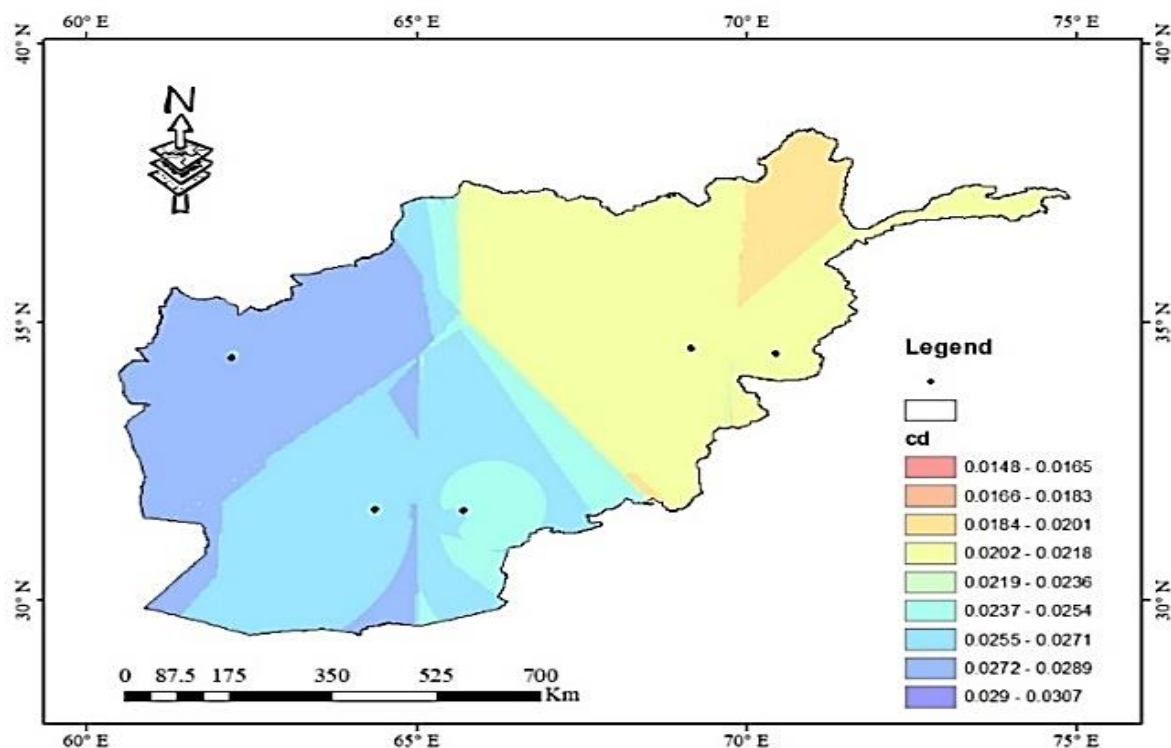 60° E 65° E 70° E 75° E
40° N 40° N
N
35° N 35° N
Legend
cd
0.0148 - 0.0165
0.0166 - 0.0183
0.0184 - 0.0201
0.0202 - 0.0218
0.0219 - 0.0236
0.0237 - 0.0254
0.0255 - 0.0271
0.0272 - 0.0289
0.029 - 0.0307
30° N 30° N
0 87.5 175 350 525 700
Km
60° E 65° E 70° E 75° E